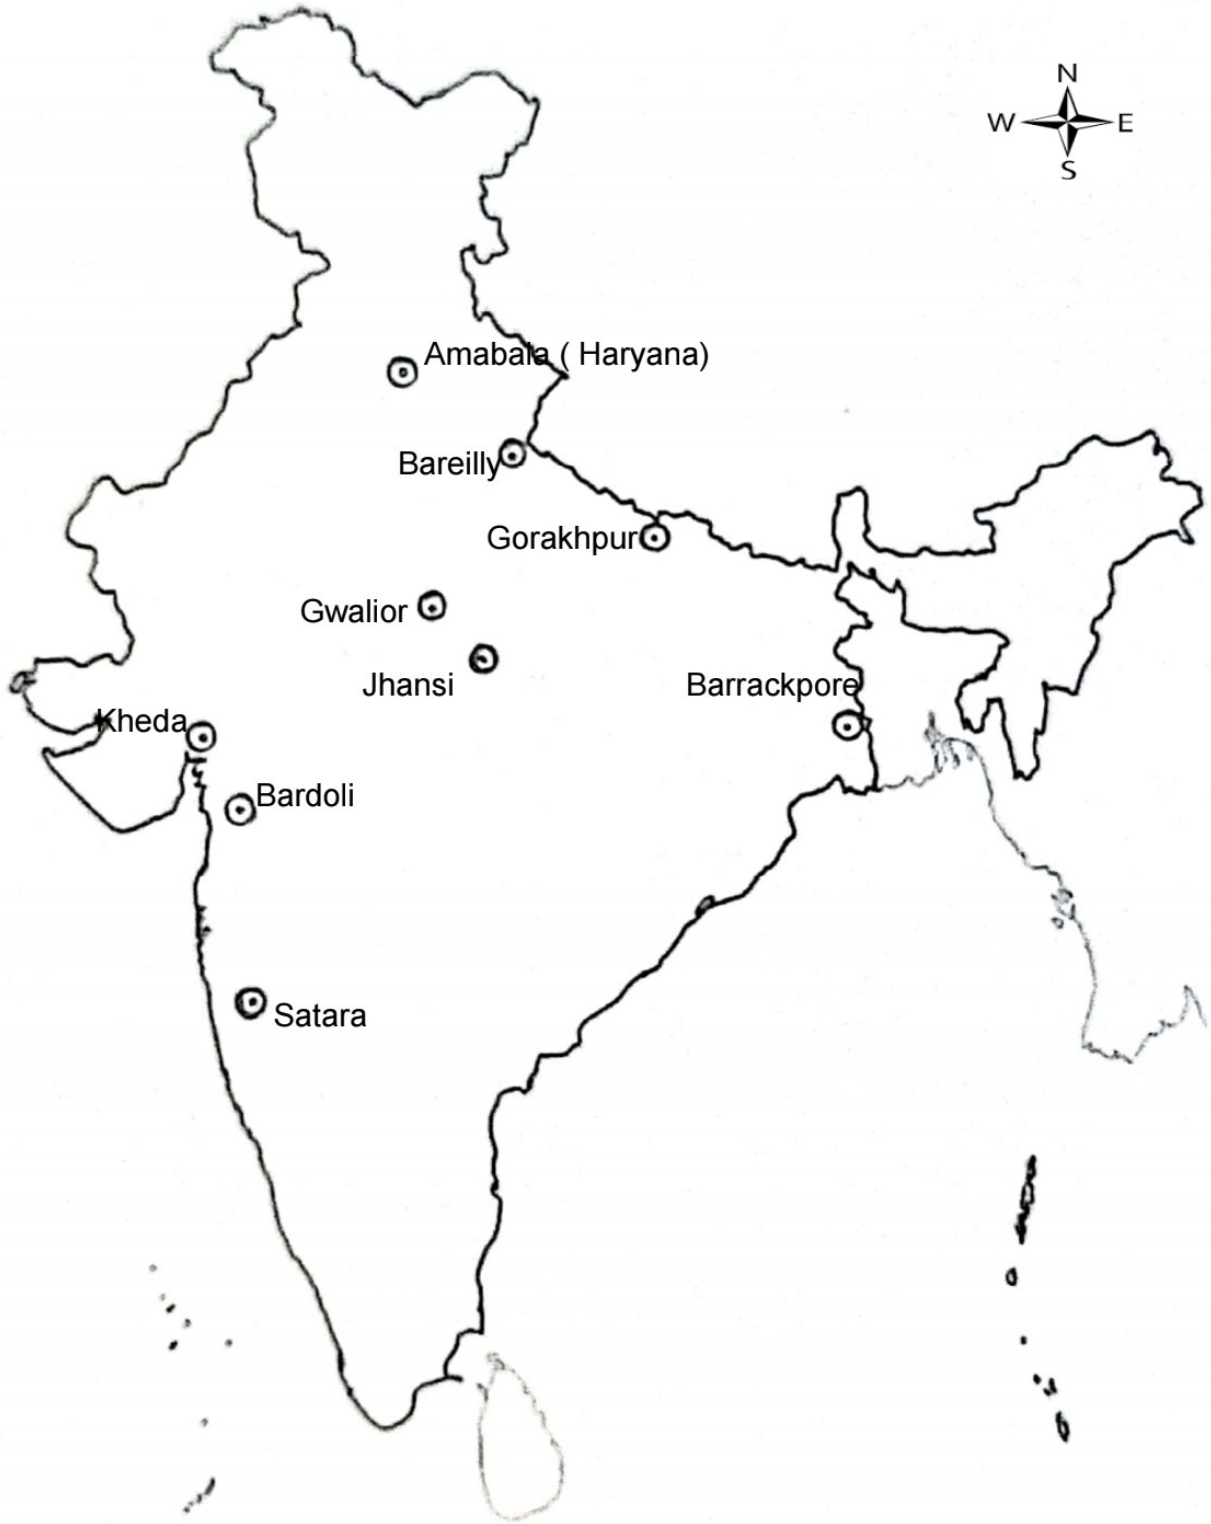 N
W E
S
Amabala ( Haryana)
Bareilly
Gorakhpur
Gwalior
Jhansi
Barrackpore
Kheda
Bardoli
Satara